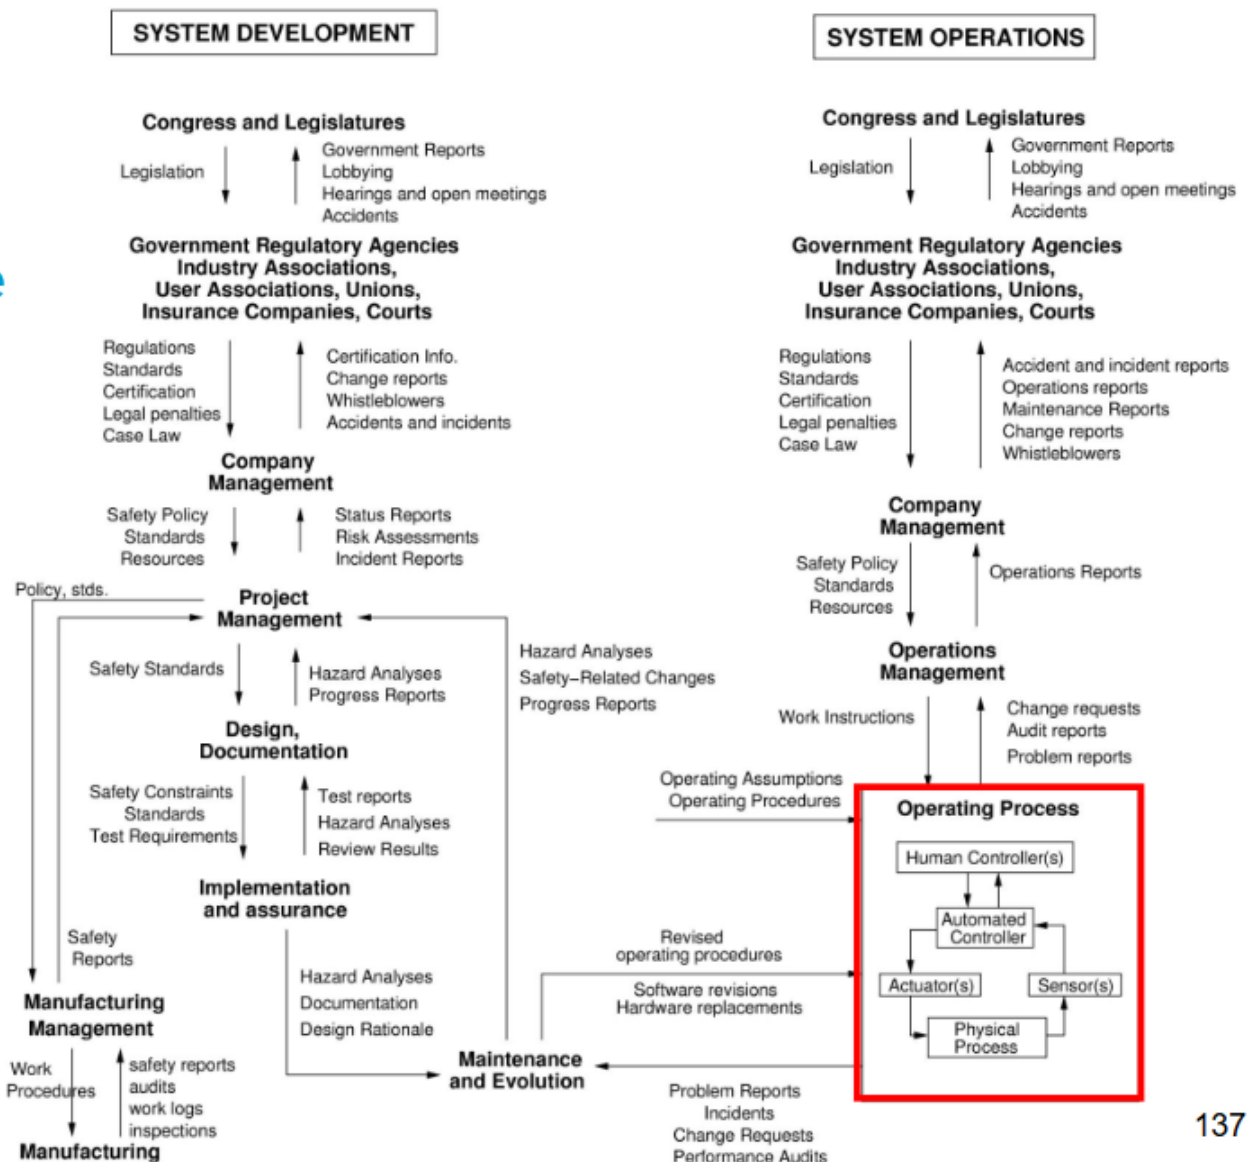 SYSTEM DEVELOPMENT
Congress and Legislatures
Legislation
Government Reports
Lobbying
Hearings and open meetings
Accidents
Government Regulatory Agencies
Industry Associations,
User Associations, Unions,
Insurance Companies, Courts
Regulations
Standards
Certification
Legal penalties
Case Law
Certification Info.
Change reports
Whistleblowers
Accidents and incidents
Company
Management
Safety Policy
Standards
Resources
Status Reports
Risk Assessments
Incident Reports
Policy, stds.
Project
Management
Safety Standards
Hazard Analyses
Progress Reports
Hazard Analyses
Safety–Related Changes
Progress Reports
Design,
Documentation
Safety Constraints
Standards
Test Requirements
Test reports
Hazard Analyses
Review Results
Implementation
and assurance
Safety
Reports
Hazard Analyses
Documentation
Design Rationale
Manufacturing
Management
Work
Procedures
safety reports
audits
work logs
inspections
Manufacturing
Maintenance
and Evolution
SYSTEM OPERATIONS
Congress and Legislatures
Legislation
Government Reports
Lobbying
Hearings and open meetings
Accidents
Government Regulatory Agencies
Industry Associations,
User Associations, Unions,
Insurance Companies, Courts
Regulations
Standards
Certification
Legal penalties
Case Law
Accident and incident reports
Operations reports
Maintenance Reports
Change reports
Whistleblowers
Company
Management
Safety Policy
Standards
Resources
Operations Reports
Operations
Management
Work Instructions
Change requests
Audit reports
Problem reports
Operating Assumptions
Operating Procedures
Operating Process
Human Controller(s)
Automated
Controller
Actuator(s)
Sensor(s)
Physical
Process
Revised
operating procedures
Software revisions
Hardware replacements
Problem Reports
Incidents
Change Requests
Performance Audits
137